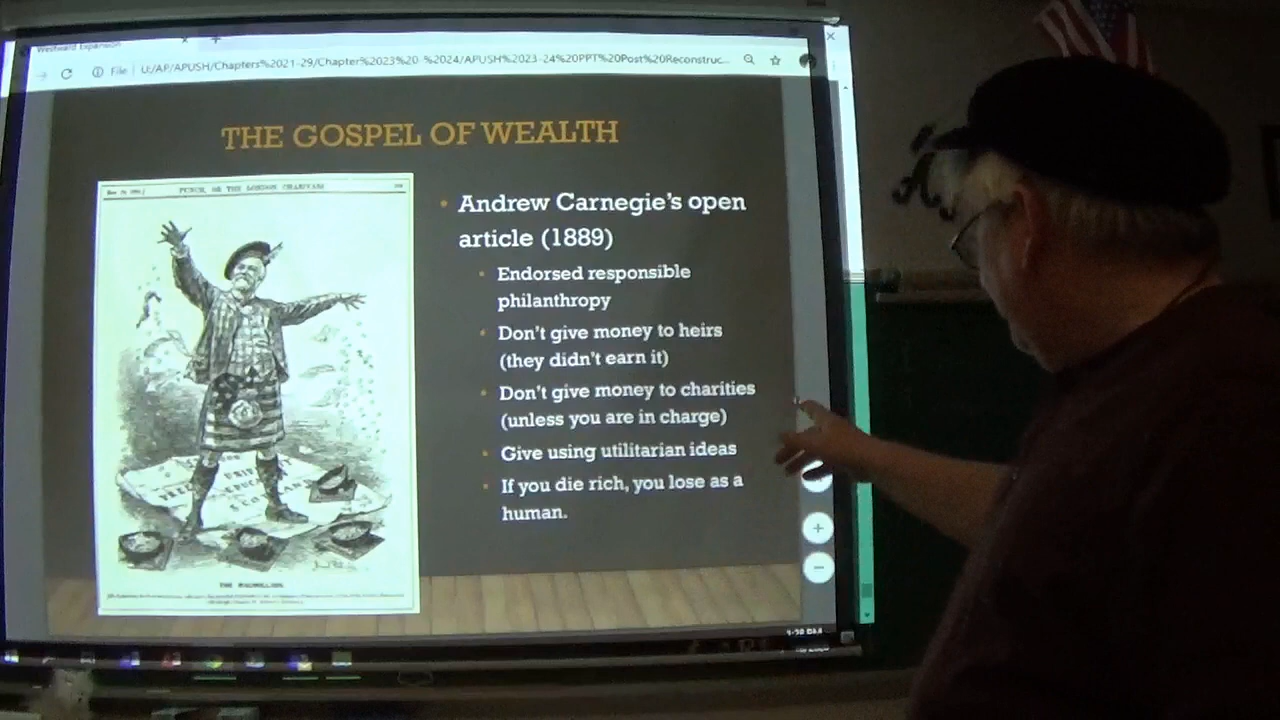 Westward Expansion
File U:/AP/APUSH/Chapters%2021-29/Chapter%2023%20-%2024/APUSH%2023-24%20PPT%20Post%20Reconstruc...
THE GOSPEL OF WEALTH
PUNCH, OR THE LONDON CHARIVARI
• Andrew Carnegie's open
article (1889)
• Endorsed responsible
philanthropy
• Don't give money to heirs
(they didn't earn it)
• Don't give money to charities
(unless you are in charge)
• Give using utilitarian ideas
• If you die rich, you lose as a
human.
THE